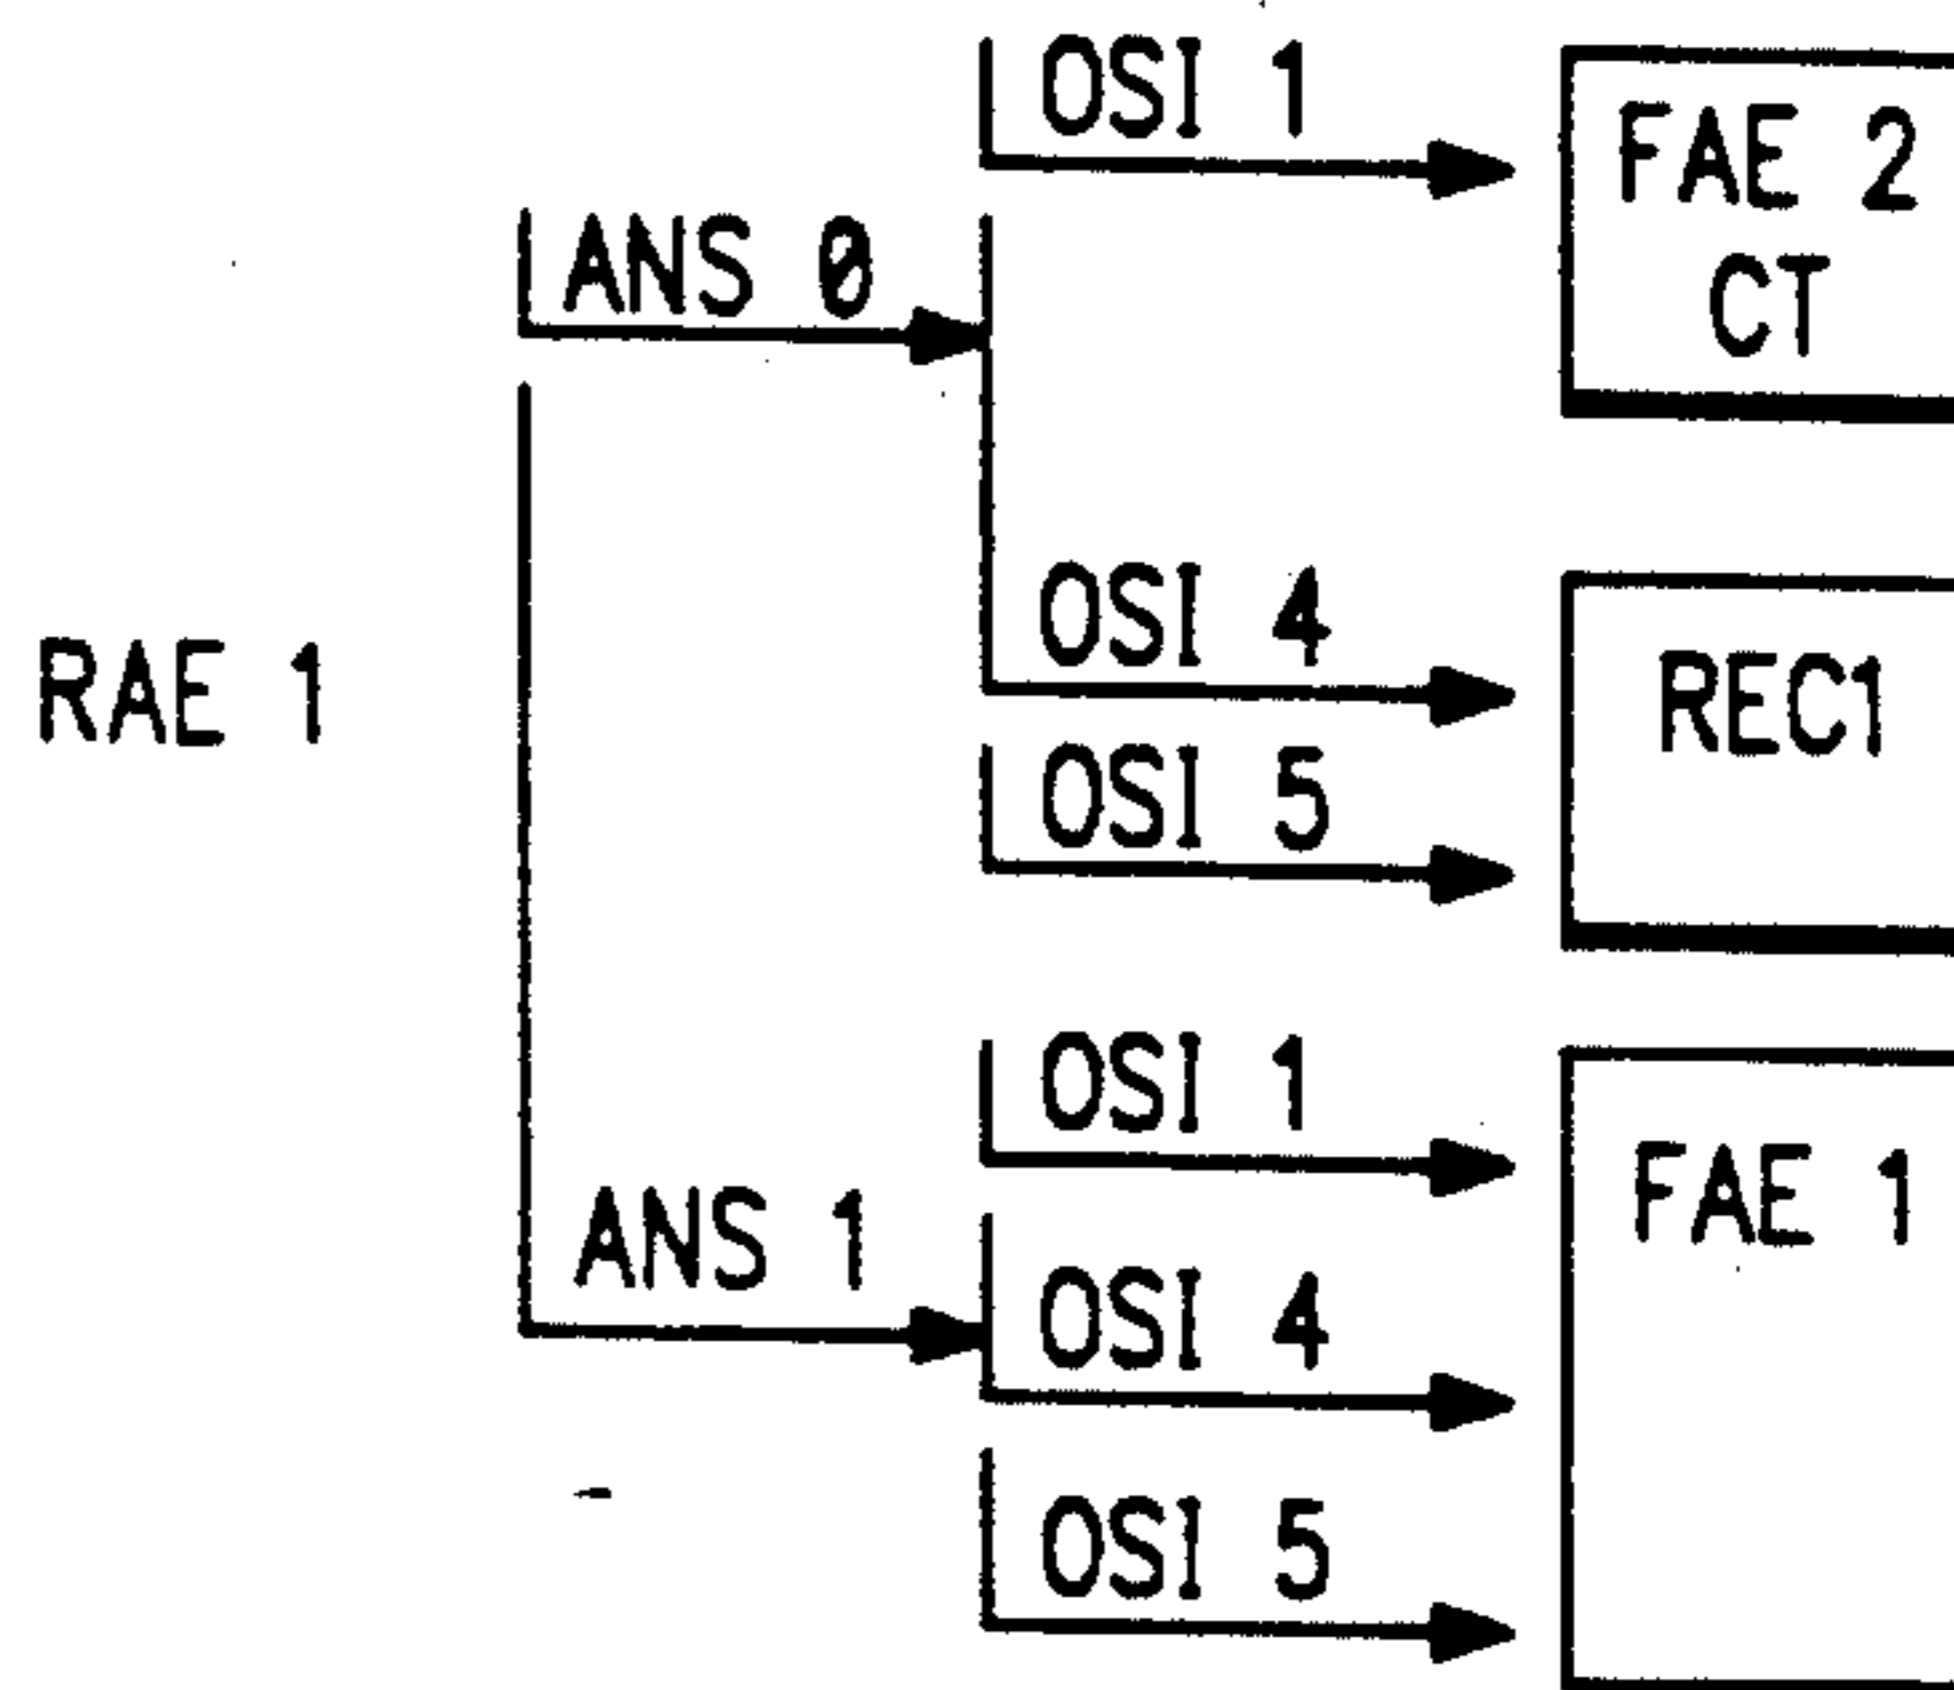 OSI 1
FAE 2
CT
ANS 0
OSI 4
RAE 1
REC1
OSI 5
OSI 1
FAE 1
ANS 1
OSI 4
OSI 5